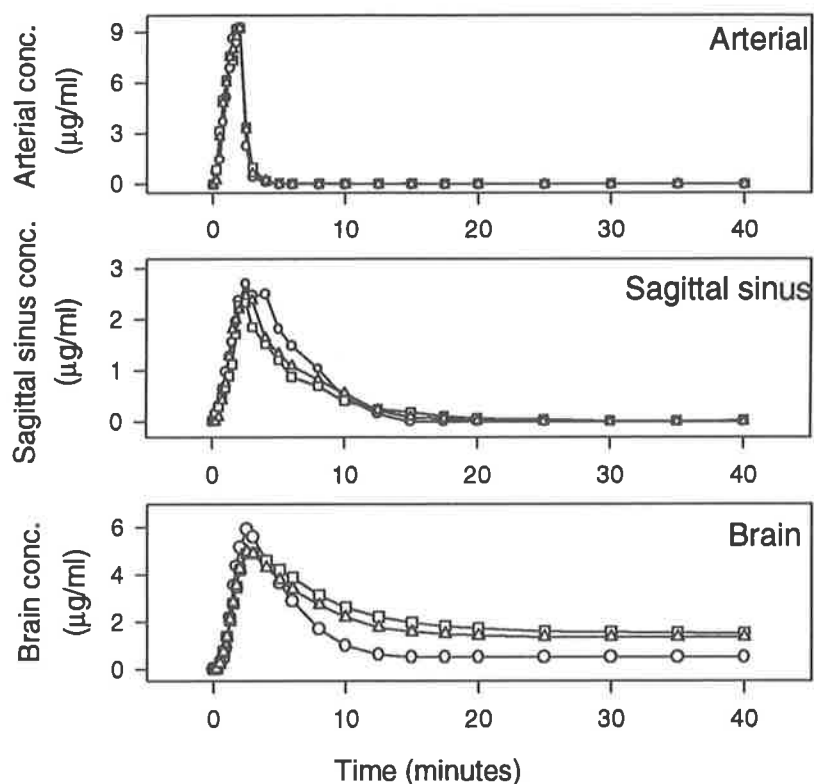 Arterial conc.
(μg/ml)
9
6
3
0
Arterial
0 10 20 30 40
Sagittal sinus conc.
(μg/ml)
3
2
1
0
Sagittal sinus
0 10 20 30 40
Brain conc.
(μg/ml)
6
4
2
0
Brain
0 10 20 30 40
Time (minutes)